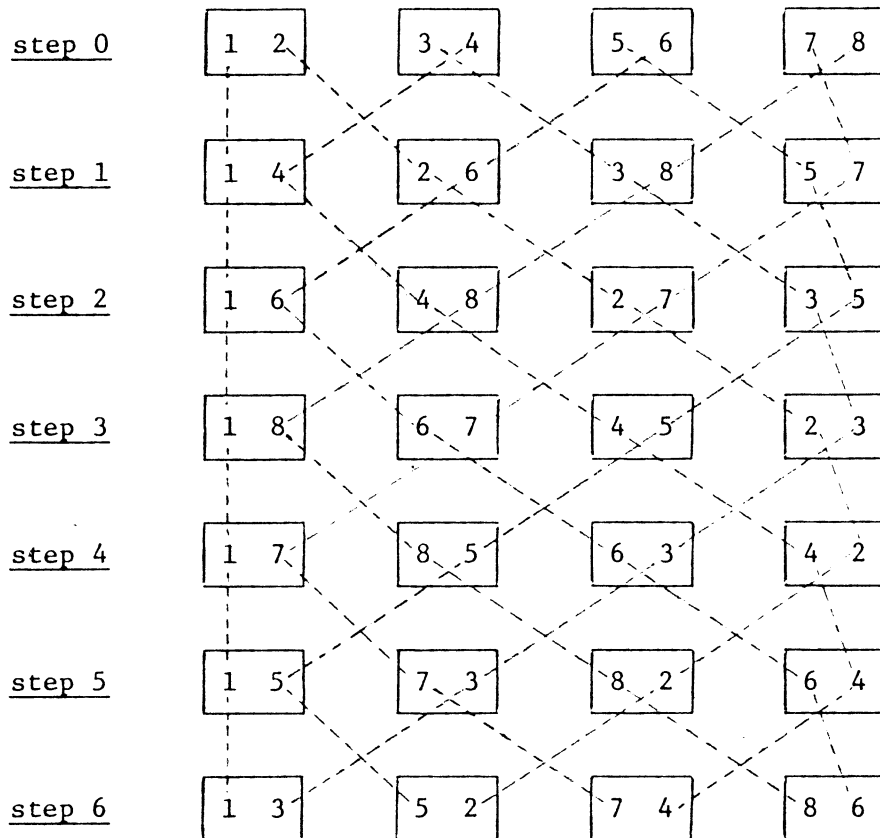 step 0 1 2 3 4 5 6 7 8
step 1 1 4 2 6 3 8 5 7
step 2 1 6 4 8 2 7 3 5
step 3 1 8 6 7 4 5 2 3
step 4 1 7 8 5 6 3 4 2
step 5 1 5 7 3 8 2 6 4
step 6 1 3 5 2 7 4 8 6